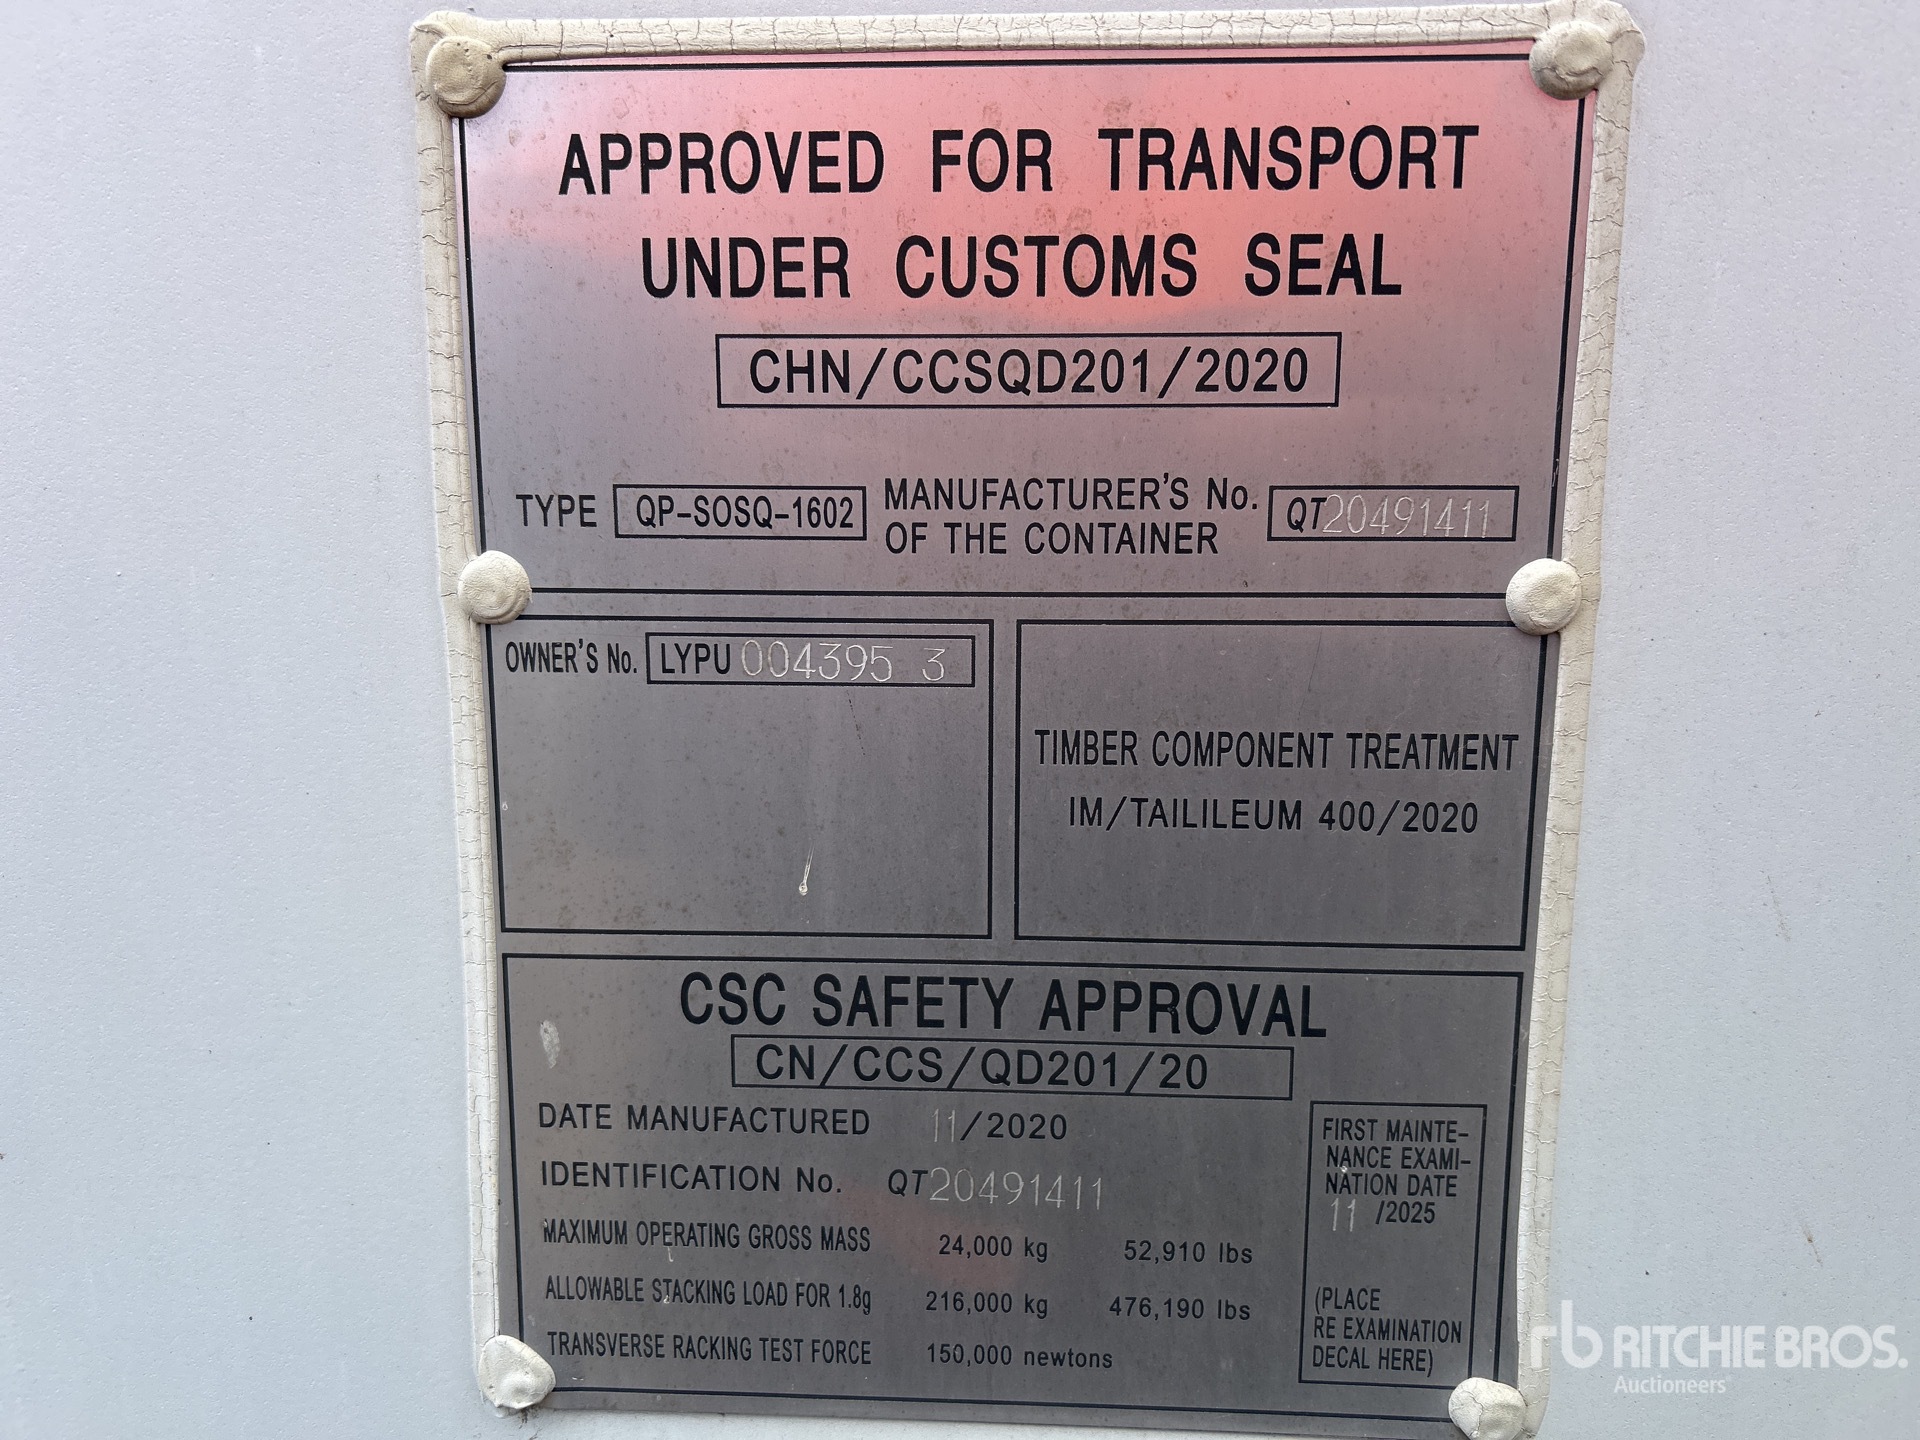 APPROVED FOR TRANSPORT
UNDER CUSTOMS SEAL
CHN/CCSQD201/2020
TYPE QP-SOSQ-1602 MANUFACTURER'S No. OF THE CONTAINER QT20491411
OWNER'S No. LYPU 004395 3
TIMBER COMPONENT TREATMENT
IM/TAILILEUM 400/2020
CSC SAFETY APPROVAL
CN/CCS/QD201/20
DATE MANUFACTURED 11/2020
IDENTIFICATION No. QT20491411
MAXIMUM OPERATING GROSS MASS 24,000 kg 52,910 lbs
ALLOWABLE STACKING LOAD FOR 1.8g 216,000 kg 476,190 lbs
TRANSVERSE RACKING TEST FORCE 150,000 newtons
FIRST MAINTE-
NANCE EXAMI-
NATION DATE
11 /2025
(PLACE
RE EXAMINATION
DECAL HERE)
rb RITCHIE BROS.
Auctioneers